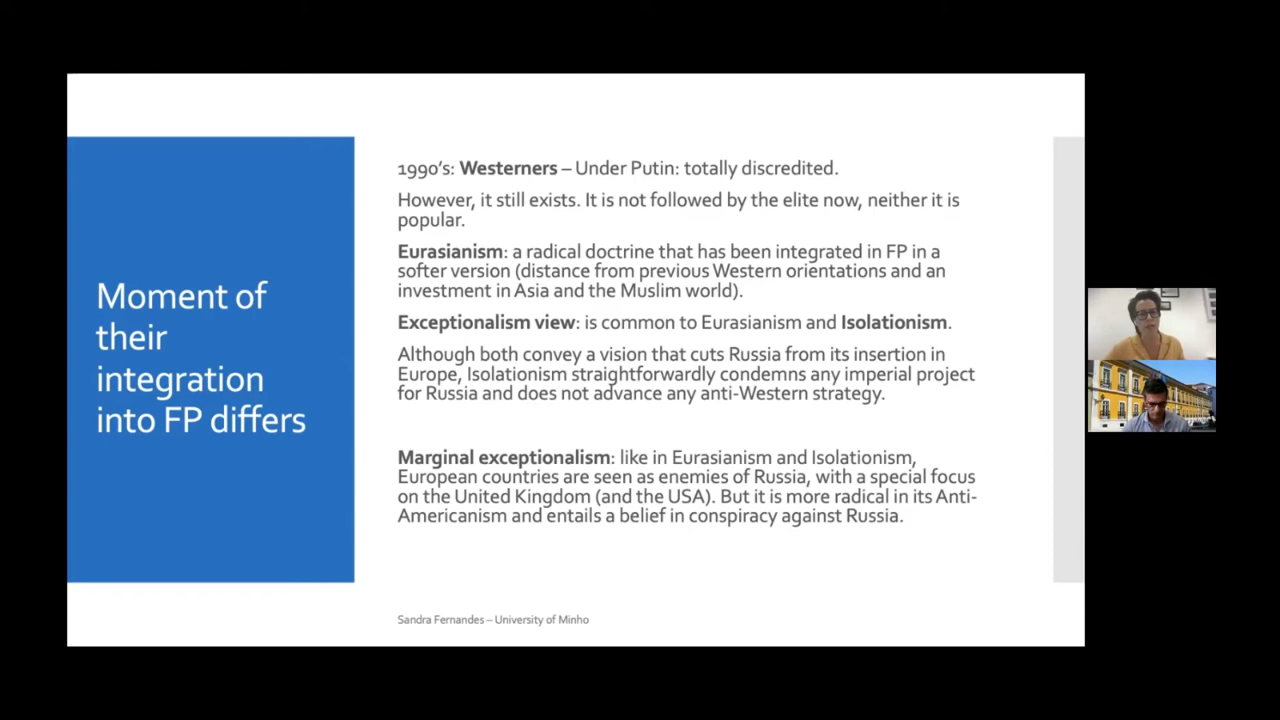 Moment of
their
integration
into FP differs
1990's: Westerners – Under Putin: totally discredited.
However, it still exists. It is not followed by the elite now, neither it is
popular.
Eurasianism: a radical doctrine that has been integrated in FP in a
softer version (distance from previous Western orientations and an
investment in Asia and the Muslim world).
Exceptionalism view: is common to Eurasianism and Isolationism.
Although both convey a vision that cuts Russia from its insertion in
Europe, Isolationism straightforwardly condemns any imperial project
for Russia and does not advance any anti-Western strategy.
Marginal exceptionalism: like in Eurasianism and Isolationism,
European countries are seen as enemies of Russia, with a special focus
on the United Kingdom (and the USA). But it is more radical in its Anti-
Americanism and entails a belief in conspiracy against Russia.
Sandra Fernandes – University of Minho